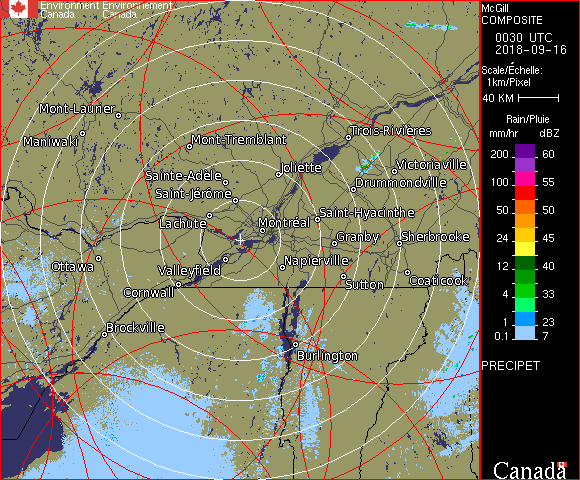 Environment Environnement
Canada Canada
McGill
COMPOSITE
0030 UTC
2018-09-16
Scale/Échelle:
1km/Pixel
40 KM
Rain/Pluie
mm/hr dBZ
200 60
100 55
50 50
24 45
12 40
4 33
1 23
0.1 7
PRECIPET
Canada
Mont-Laurier
Maniwaki
Mont-Tremblant
Trois-Rivières
Joliette
Victoriaville
Sainte-Adèle
Drummondville
Saint-Jérôme
Lachute
Montréal
Saint-Hyacinthe
Granby
Sherbrooke
Ottawa
Valleyfield
Napierville
Cornwall
Sutton
Coaticook
Brockville
Burlington